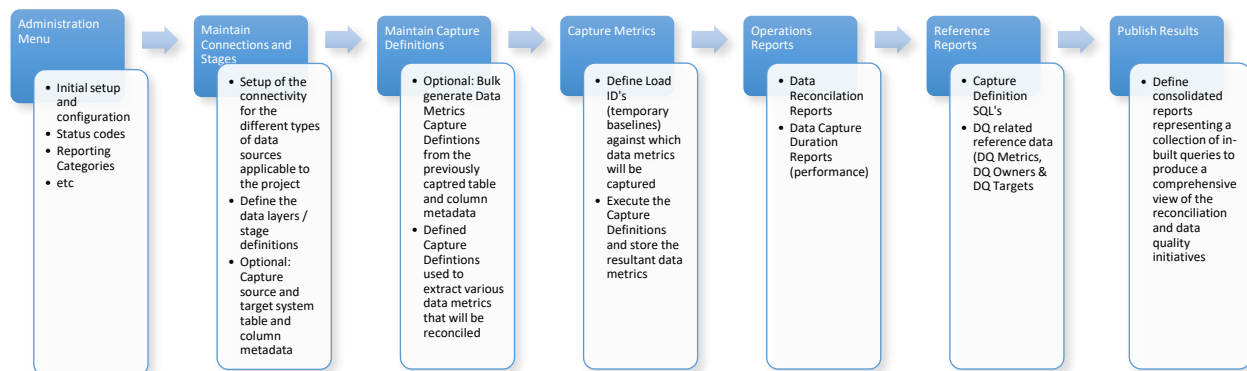 Administration
Menu
• Initial setup
and
configuration
• Status codes
• Reporting
Categories
• etc
Maintain
Connections and
Stages
• Setup of the
connectivity
for the
different types
of data
sources
applicable to
the project
• Define the
data layers /
stage
definitions
• Optional:
Capture
source and
target system
table and
column
metadata
Maintain Capture
Definitions
• Optional: Bulk
generate Data
Metrics
Capture
Defintions
from the
previously
captred table
and column
metadata
• Defined
Capture
Defintions
used to
extract various
data metrics
that will be
reconciled
Capture Metrics
• Define Load
ID's
(temporary
baselines)
against which
data metrics
will be
captured
• Execute the
Capture
Definitions
and store the
resultant data
metrics
Operations
Reports
• Data
Reconcilation
Reports
• Data Capture
Duration
Reports
(performance)
Reference
Reports
• Capture
Definition
SQL's
• DQ related
reference data
(DQ Metrics,
DQ Owners &
DQ Targets
Publish Results
• Define
consolidated
reports
representing a
collection of in-
built queries to
produce a
comprehensive
view of the
reconciliation
and data
quality
initiatives